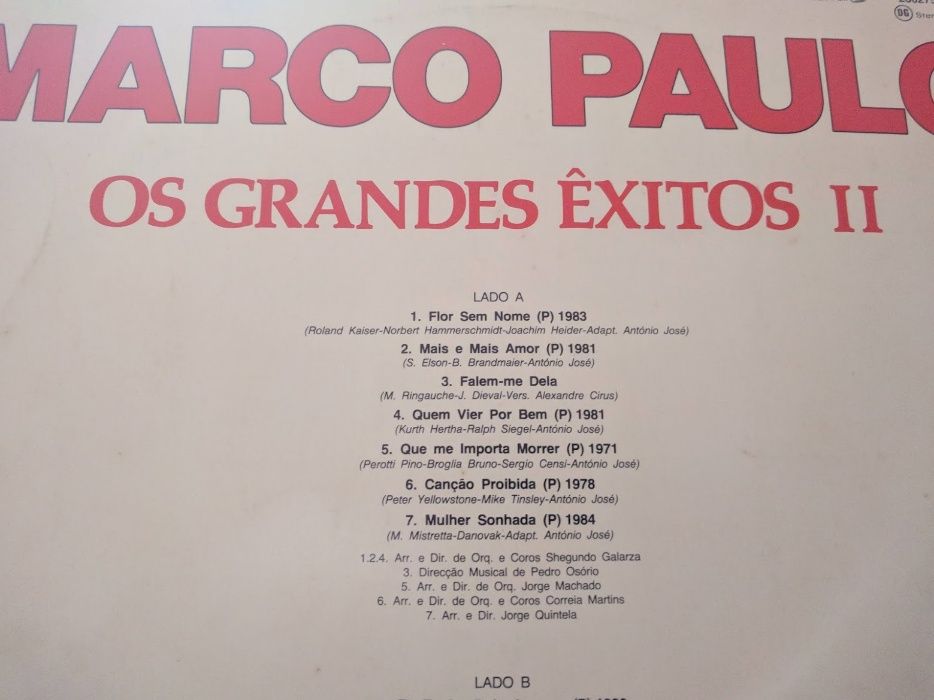 DG
MARCO PAULO
OS GRANDES ÊXITOS II
LADO A
1. Flor Sem Nome (P) 1983
(Roland Kaiser-Norbert Hammerschmidt-Joachim Heider-Adapt. António José)
2. Mais e Mais Amor (P) 1981
(S. Elson-B. Brandmaier-António José)
3. Falem-me Dela
(M. Ringauche-J. Dieval-Vers. Alexandre Cirus)
4. Quem Vier Por Bem (P) 1981
(Kurth Hertha-Ralph Siegel-António José)
5. Que me Importa Morrer (P) 1971
(Perotti Pino-Broglia Bruno-Sergio Censi-António José)
6. Canção Proibida (P) 1978
(Peter Yellowstone-Mike Tinsley-António José)
7. Mulher Sonhada (P) 1984
(M. Mistretta-Danovak-Adapt. António José)
1.2.4. Arr. e Dir. de Orq. e Coros Shegundo Galarza
3. Direcção Musical de Pedro Osório
5. Arr. e Dir. de Orq. Jorge Machado
6. Arr. e Dir. de Orq. e Coros Correia Martins
7. Arr. e Dir. Jorge Quintela
LADO B